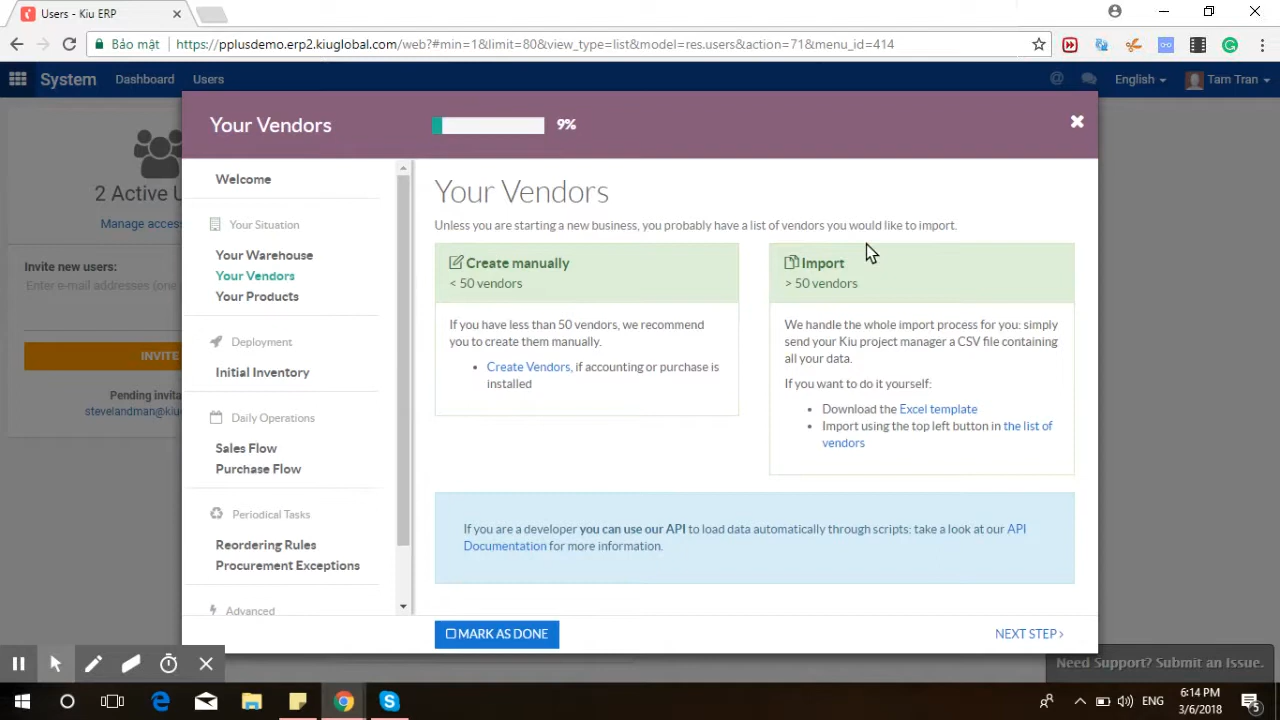 Users - Kiu ERP
Bảo mật
https://pplusdemo.erp2.kiuglobal.com/web?#min=1&limit=80&view_type=list&model=res.users&action=71&menu_id=414
System
Dashboard
Users
English
Tam Tran
2 Active U
Manage access
Invite new users:
Enter e-mail addresses (one
INVITE
Pending invita
stevelandman@kiu
Your Vendors
9%
Welcome
Your Situation
Your Warehouse
Your Vendors
Your Products
Deployment
Initial Inventory
Daily Operations
Sales Flow
Purchase Flow
Periodical Tasks
Reordering Rules
Procurement Exceptions
Advanced
Your Vendors
Unless you are starting a new business, you probably have a list of vendors you would like to import.
Create manually
< 50 vendors
If you have less than 50 vendors, we recommend
you to create them manually.
• Create Vendors, if accounting or purchase is
installed
Import
> 50 vendors
We handle the whole import process for you: simply
send your Kiu project manager a CSV file containing
all your data.
If you want to do it yourself:
• Download the Excel template
• Import using the top left button in the list of
vendors
If you are a developer you can use our API to load data automatically through scripts: take a look at our API
Documentation for more information.
MARK AS DONE
NEXT STEP
Need Support? Submit an Issue.
ENG
6:14 PM
3/6/2018
5